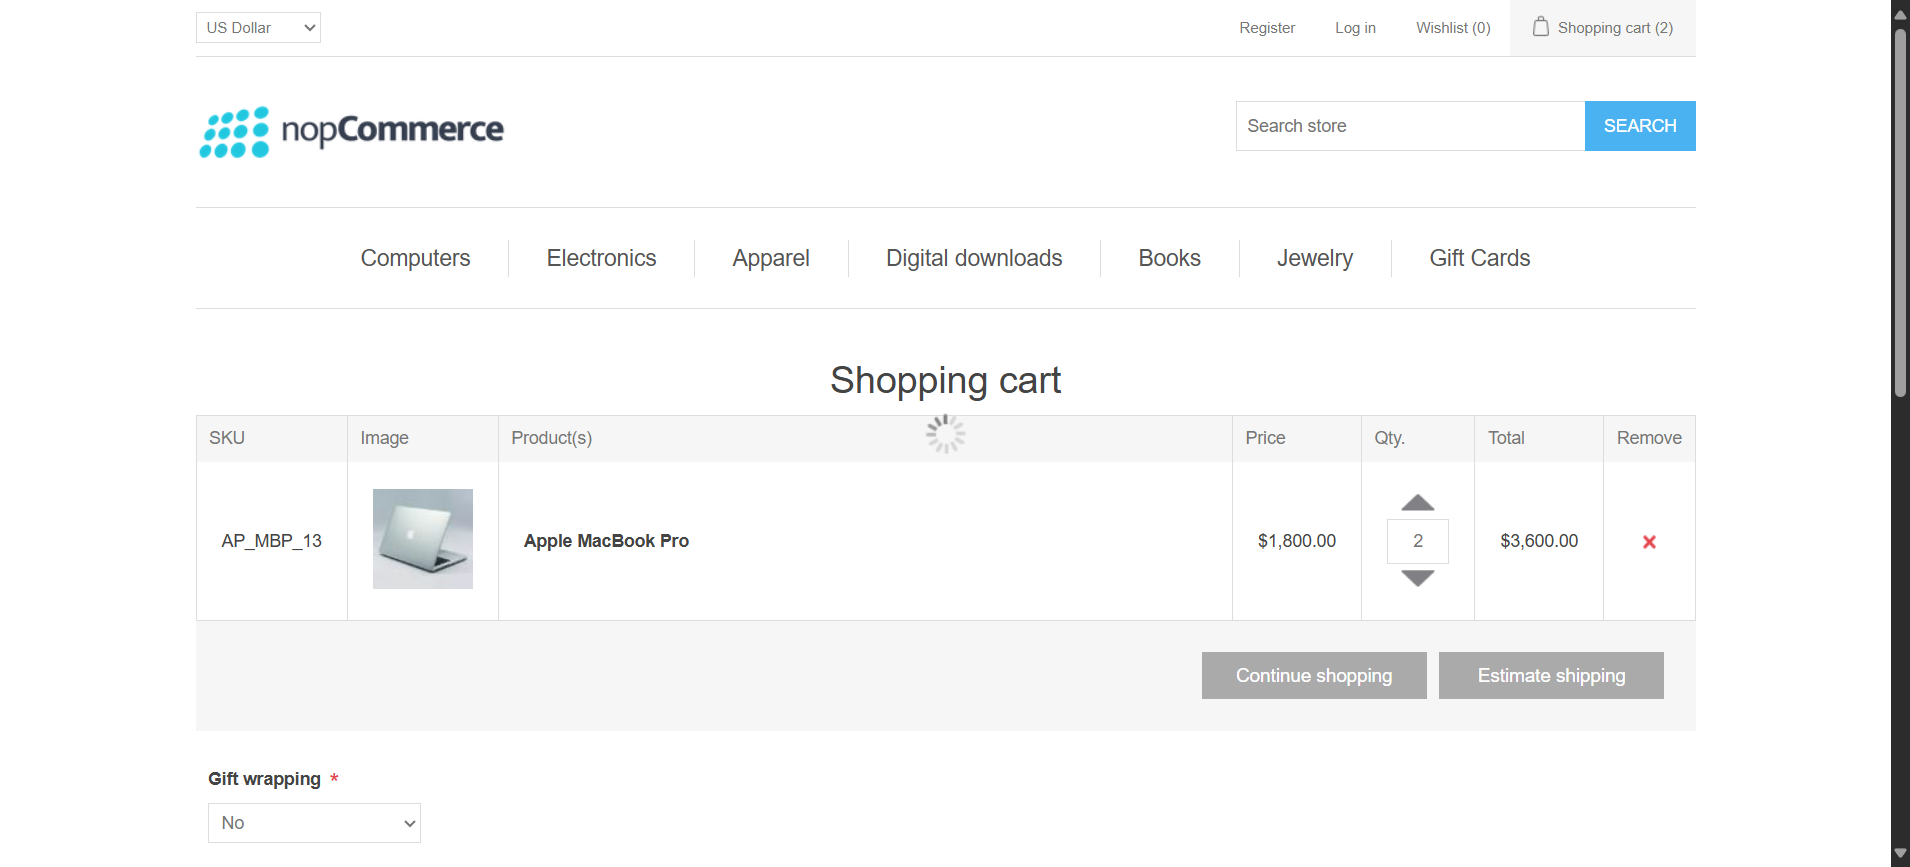 US Dollar Register Log in Wishlist (0) Shopping cart (2)
nopCommerce Search store SEARCH
Computers Electronics Apparel Digital downloads Books Jewelry Gift Cards
Shopping cart
SKU Image Product(s) Price Qty. Total Remove
AP_MBP_13 Apple MacBook Pro $1,800.00 2 $3,600.00
Continue shopping Estimate shipping
Gift wrapping *
No